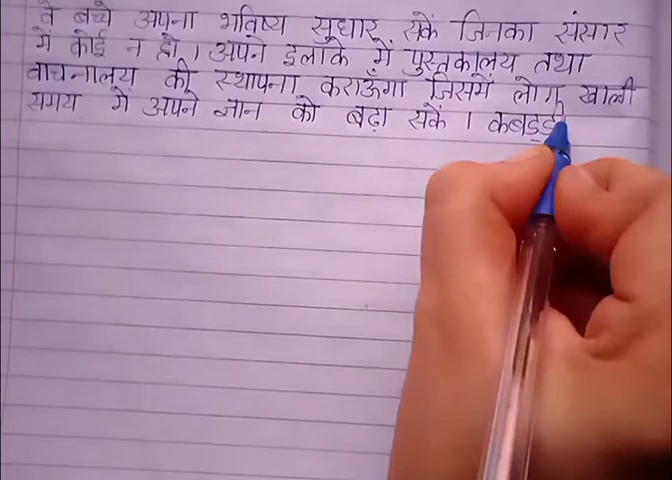 वे बच्चे अपना भविष्य सुधार सकें जिनका संसार
में कोई न हो। अपने इलाके में पुस्तकालय तथा
वाचनालय की स्थापना कराऊँगा जिसमें लोग खाली
समय में अपने ज्ञान को बढ़ा सकें। कबड्डी